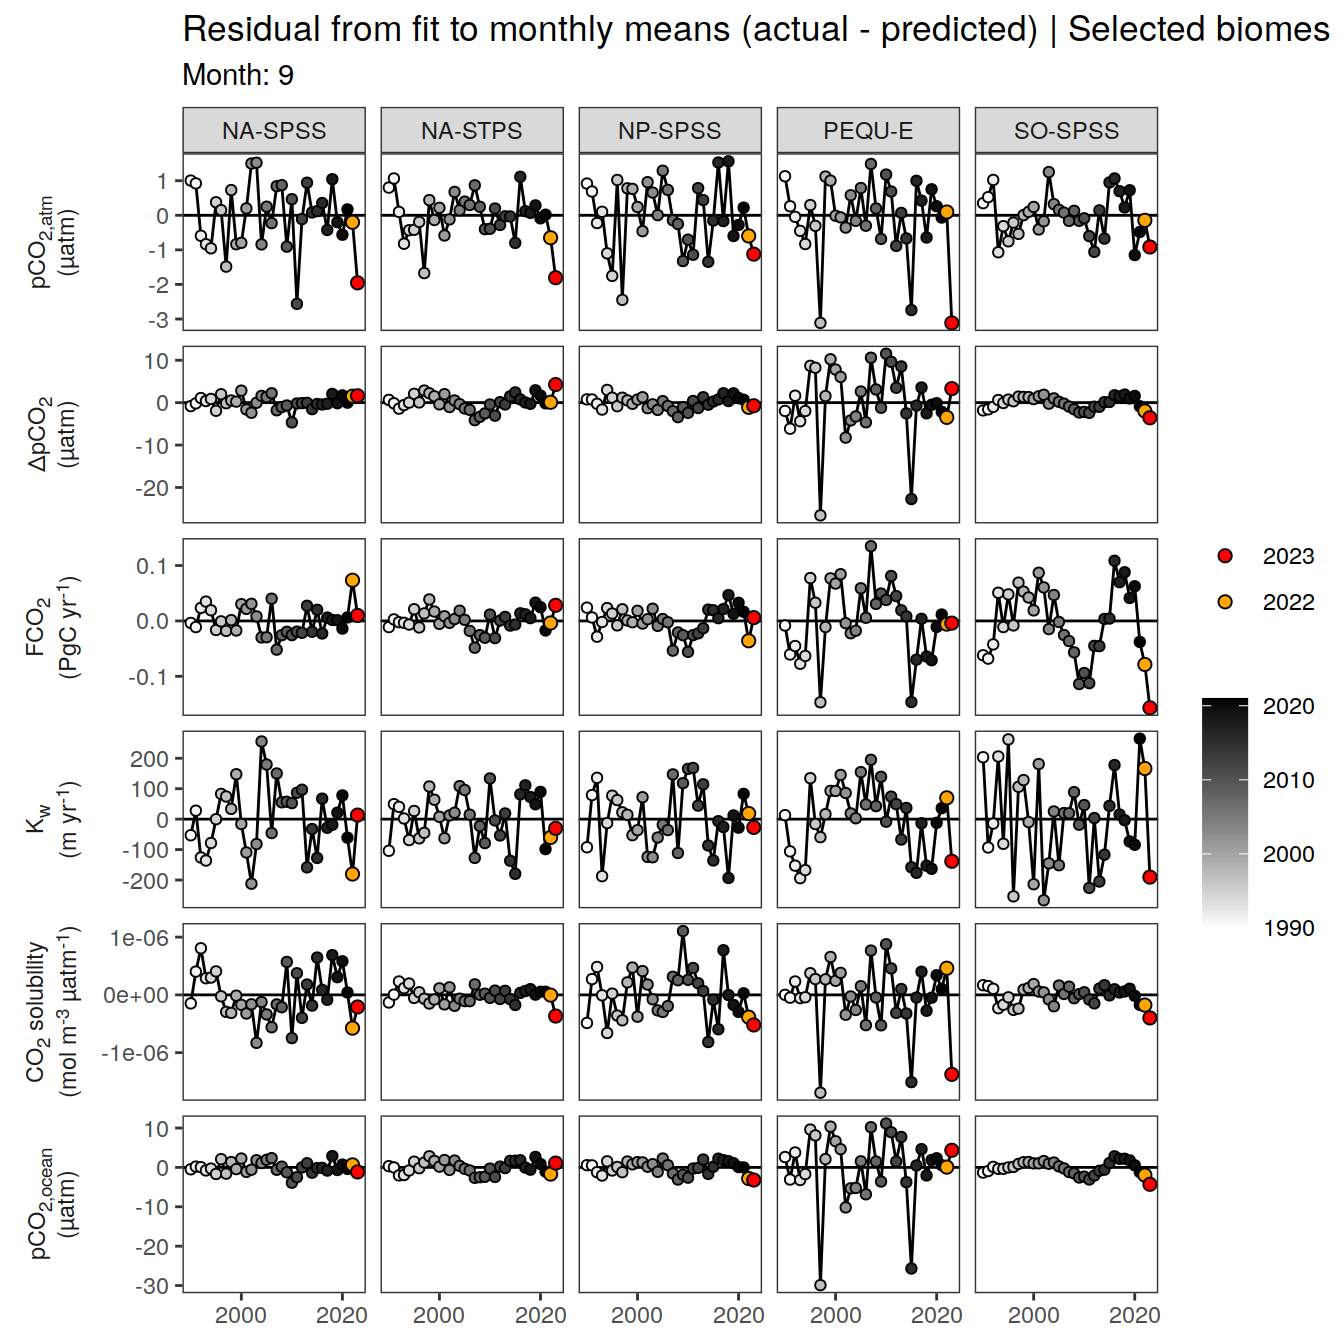 Residual from fit to monthly means (actual - predicted) | Selected biomes
Month: 9
NA-SPSS NA-STPS NP-SPSS PEQU-E SO-SPSS
pCO2,atm
(µatm)
1
0
-1
-2
-3
ΔpCO2
(µatm)
10
0
-10
-20
FCO2
(PgC yr-1)
0.1
0.0
-0.1
Kw
(m yr-1)
200
100
0
-100
-200
CO2 solubility
(mol m-3 µatm-1)
1e-06
0e+00
-1e-06
pCO2,ocean
(µatm)
10
0
-10
-20
-30
2000 2020 2000 2020 2000 2020 2000 2020 2000 2020
2023
2022
2020
2010
2000
1990